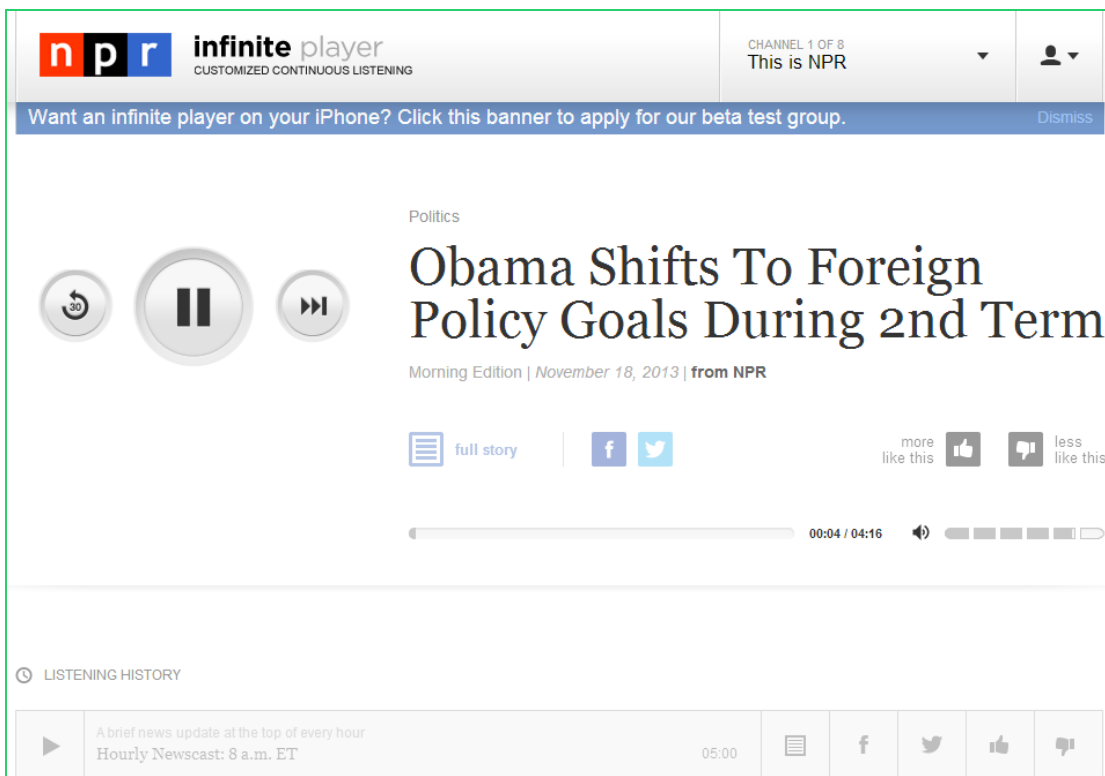 npr
infinite player
CUSTOMIZED CONTINUOUS LISTENING
CHANNEL 1 OF 8
This is NPR
Want an infinite player on your iPhone? Click this banner to apply for our beta test group.
Dismiss
Politics
Obama Shifts To Foreign
Policy Goals During 2nd Term
30
Morning Edition | November 18, 2013 | from NPR
full story
f
more
like this
less
like this
00:04 / 04:16
LISTENING HISTORY
A brief news update at the top of every hour
Hourly Newscast: 8 a.m. ET
05:00
f